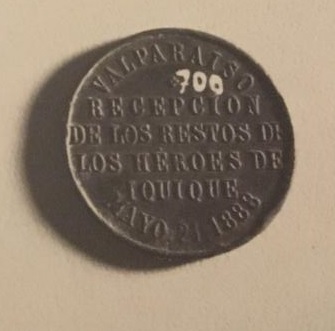 VALPARAISO
700
RECEPCION
DE LOS RESTOS DE
LOS HÉROES DE
IQUIQUE
MAYO 21 1888